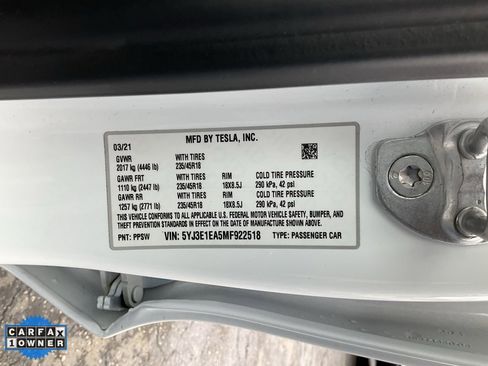 MFD BY TESLA, INC.
03/21
GVWR WITH TIRES
2017 kg (4446 lb) 235/45R18
GAWR FRT WITH TIRES RIM COLD TIRE PRESSURE
1110 kg (2447 lb) 235/45R18 18X8.5J 290 kPa, 42 psi
GAWR RR WITH TIRES RIM COLD TIRE PRESSURE
1257 kg (2771 lb) 235/45R18 18X8.5J 290 kPa, 42 psi
THIS VEHICLE CONFORMS TO ALL APPLICABLE U.S. FEDERAL MOTOR VEHICLE SAFETY, BUMPER, AND
THEFT PREVENTION STANDARDS IN EFFECT ON THE DATE OF MANUFACTURE SHOWN ABOVE.
PNT: PPSW VIN: 5YJ3E1EA5MF922518 TYPE: PASSENGER CAR
CARFAX
1 OWNER